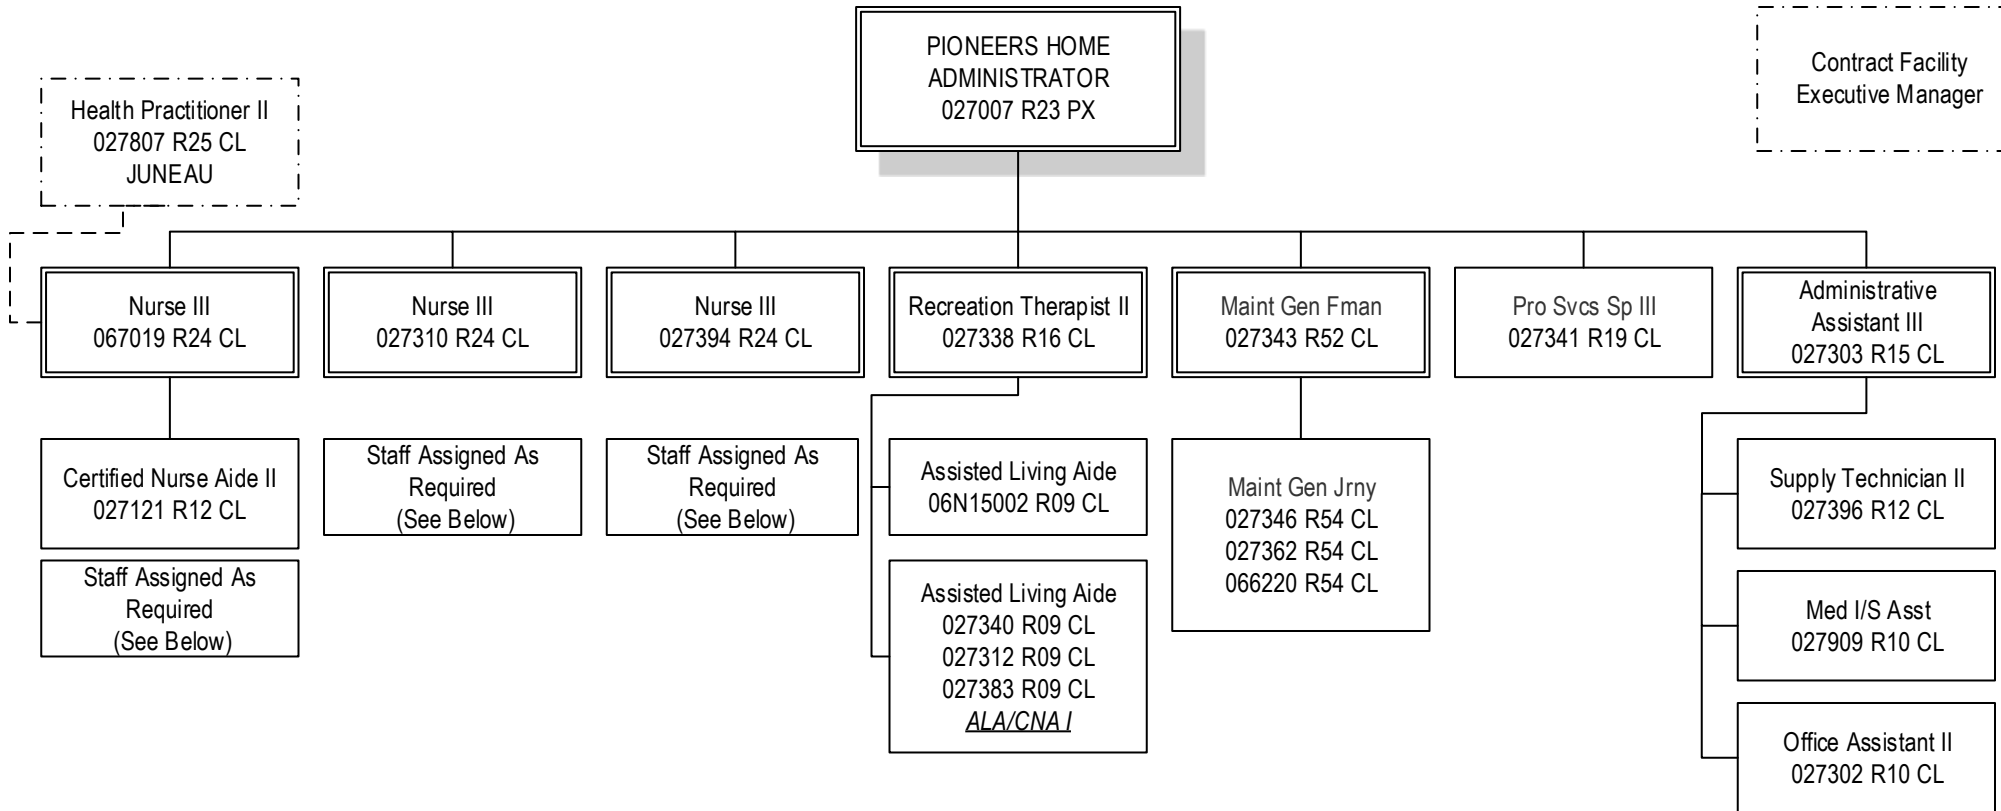 PIONEERS HOME
ADMINISTRATOR
027007 R23 PX
Contract Facility
Executive Manager
Health Practitioner II
027807 R25 CL
JUNEAU
Nurse III
067019 R24 CL
Nurse III
027310 R24 CL
Nurse III
027394 R24 CL
Recreation Therapist II
027338 R16 CL
Maint Gen Fman
027343 R52 CL
Pro Svcs Sp III
027341 R19 CL
Administrative
Assistant III
027303 R15 CL
Certified Nurse Aide II
027121 R12 CL
Staff Assigned As
Required
(See Below)
Staff Assigned As
Required
(See Below)
Staff Assigned As
Required
(See Below)
Assisted Living Aide
06N15002 R09 CL
Assisted Living Aide
027340 R09 CL
027312 R09 CL
027383 R09 CL
ALA/CNA I
Maint Gen Jrny
027346 R54 CL
027362 R54 CL
066220 R54 CL
Supply Technician II
027396 R12 CL
Med I/S Asst
027909 R10 CL
Office Assistant II
027302 R10 CL